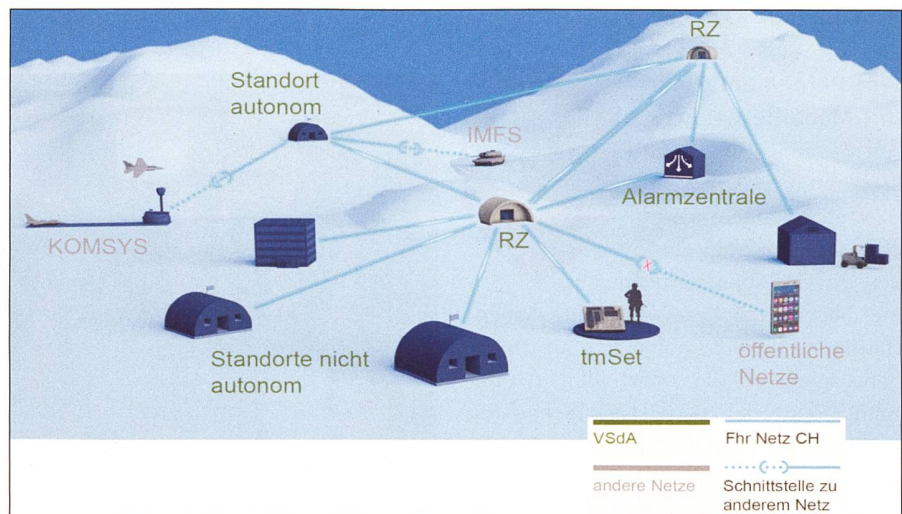 RZ
Standort
autonom
IMFS
Alarmzentrale
KOMSYS
RZ
Standorte nicht
autonom
tmSet
öffentliche
Netze
VSdA
Fhr Netz CH
andere Netze
Schnittstelle zu
anderem Netz